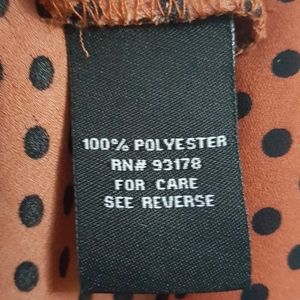 100% POLYESTER
RN# 93178
FOR CARE
SEE REVERSE